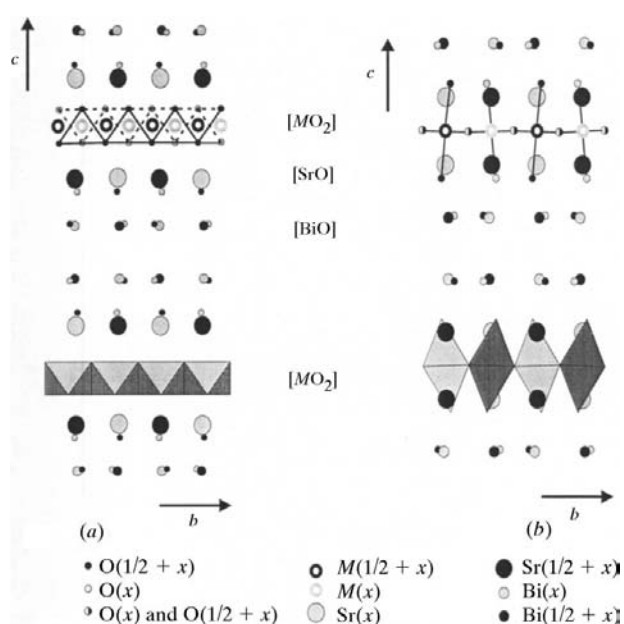 c
c
[MO₂]
[SrO]
[BiO]
[MO₂]
b
b
(a)
(b)
O(1/2 + x)
O(x)
O(x) and O(1/2 + x)
M(1/2 + x)
M(x)
Sr(x)
Sr(1/2 + x)
Bi(x)
Bi(1/2 + x)